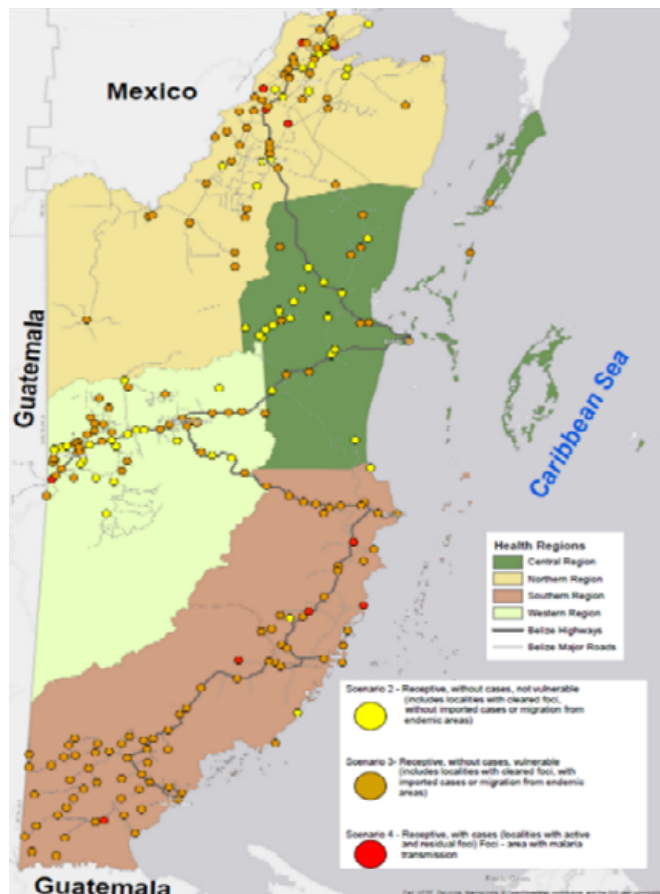 Mexico
Guatemala
Caribbean Sea
Health Regions
Central Region
Northern Region
Southern Region
Western Region
Belize Highways
Belize Major Roads
Scenario 2 - Receptive, without cases, not vulnerable
(includes localities with cleared foci,
without imported cases or migration from
endemic areas)
Scenario 3- Receptive, without cases, vulnerable
(includes localities with cleared foci, with
imported cases or migration from endemic
areas)
Scenario 4 - Receptive, with cases (localities with active
and residual foci) Foci - area with malaria
transmission
Guatemala